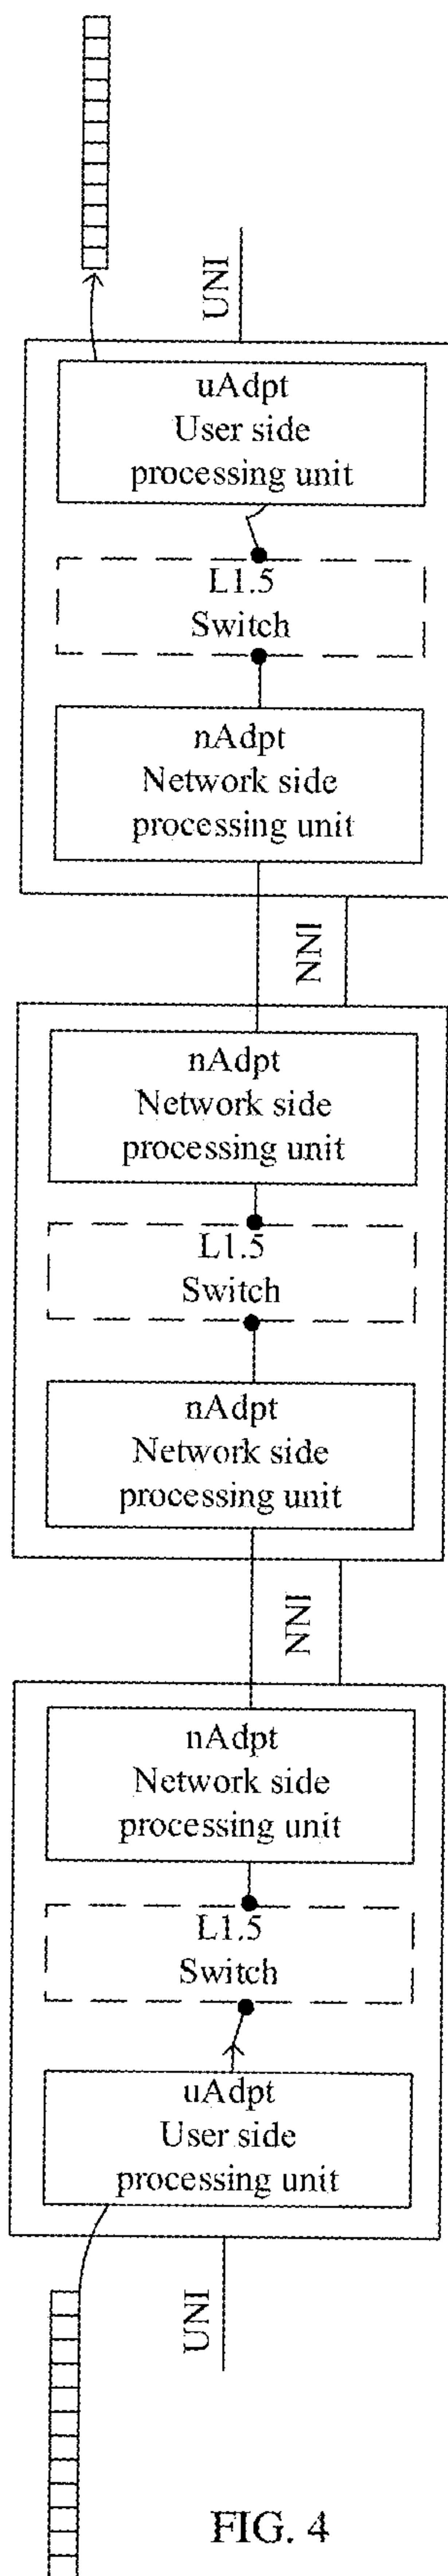 UNI
uAdpt
User side
processing unit
L1.5
Switch
nAdpt
Network side
processing unit
NNI
nAdpt
Network side
processing unit
L1.5
Switch
nAdpt
Network side
processing unit
NNI
nAdpt
Network side
processing unit
L1.5
Switch
uAdpt
User side
processing unit
UNI
FIG. 4